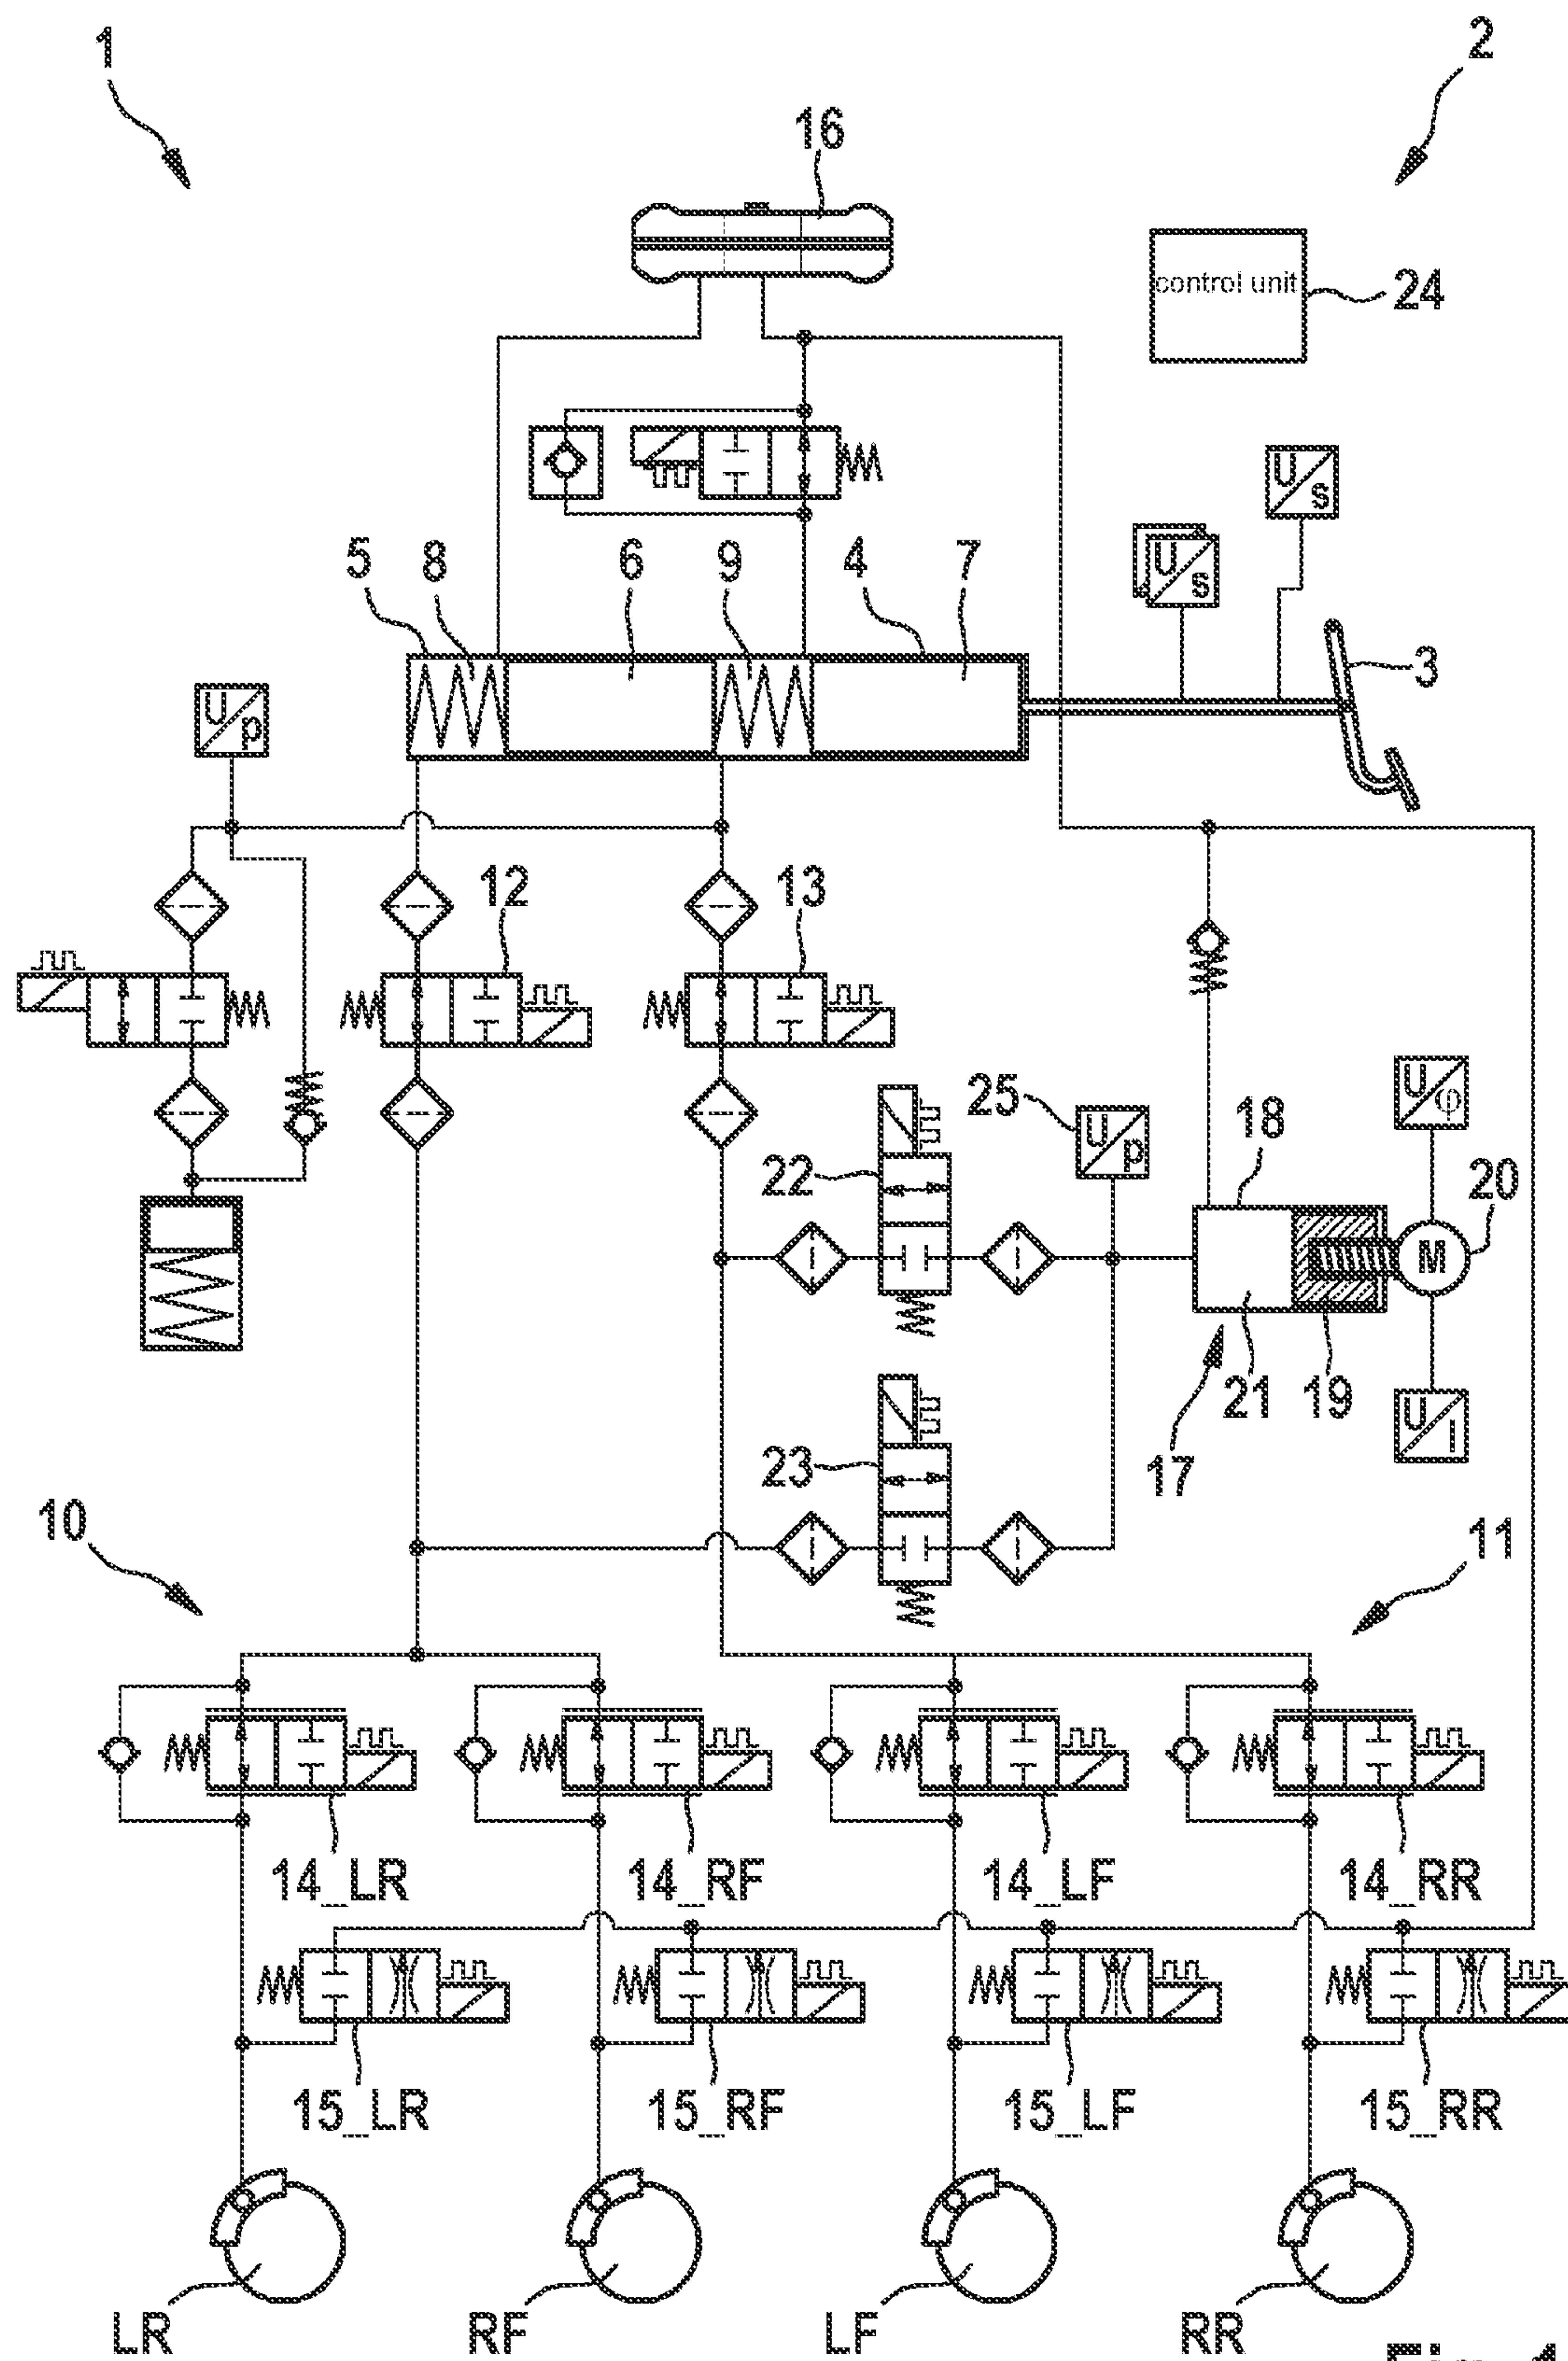 1
2
16
control unit
24
U
s
U
s
5
8
6
9
4
7
3
U
p
12
13
25
U
p
18
U
φ
22
20
M
21
19
U
I
17
23
10
11
14_LR
14_RF
14_LF
14_RR
15_LR
15_RF
15_LF
15_RR
LR
RF
LF
RR